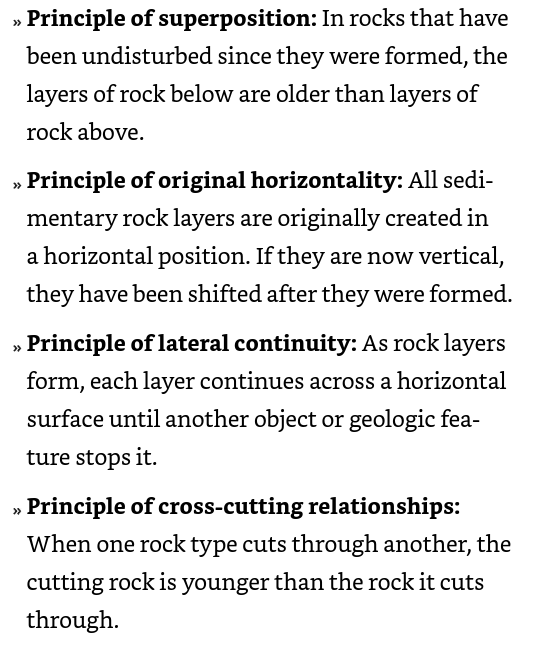 » Principle of superposition: In rocks that have
been undisturbed since they were formed, the
layers of rock below are older than layers of
rock above.
» Principle of original horizontality: All sedi-
mentary rock layers are originally created in
a horizontal position. If they are now vertical,
they have been shifted after they were formed.
» Principle of lateral continuity: As rock layers
form, each layer continues across a horizontal
surface until another object or geologic fea-
ture stops it.
» Principle of cross-cutting relationships:
When one rock type cuts through another, the
cutting rock is younger than the rock it cuts
through.